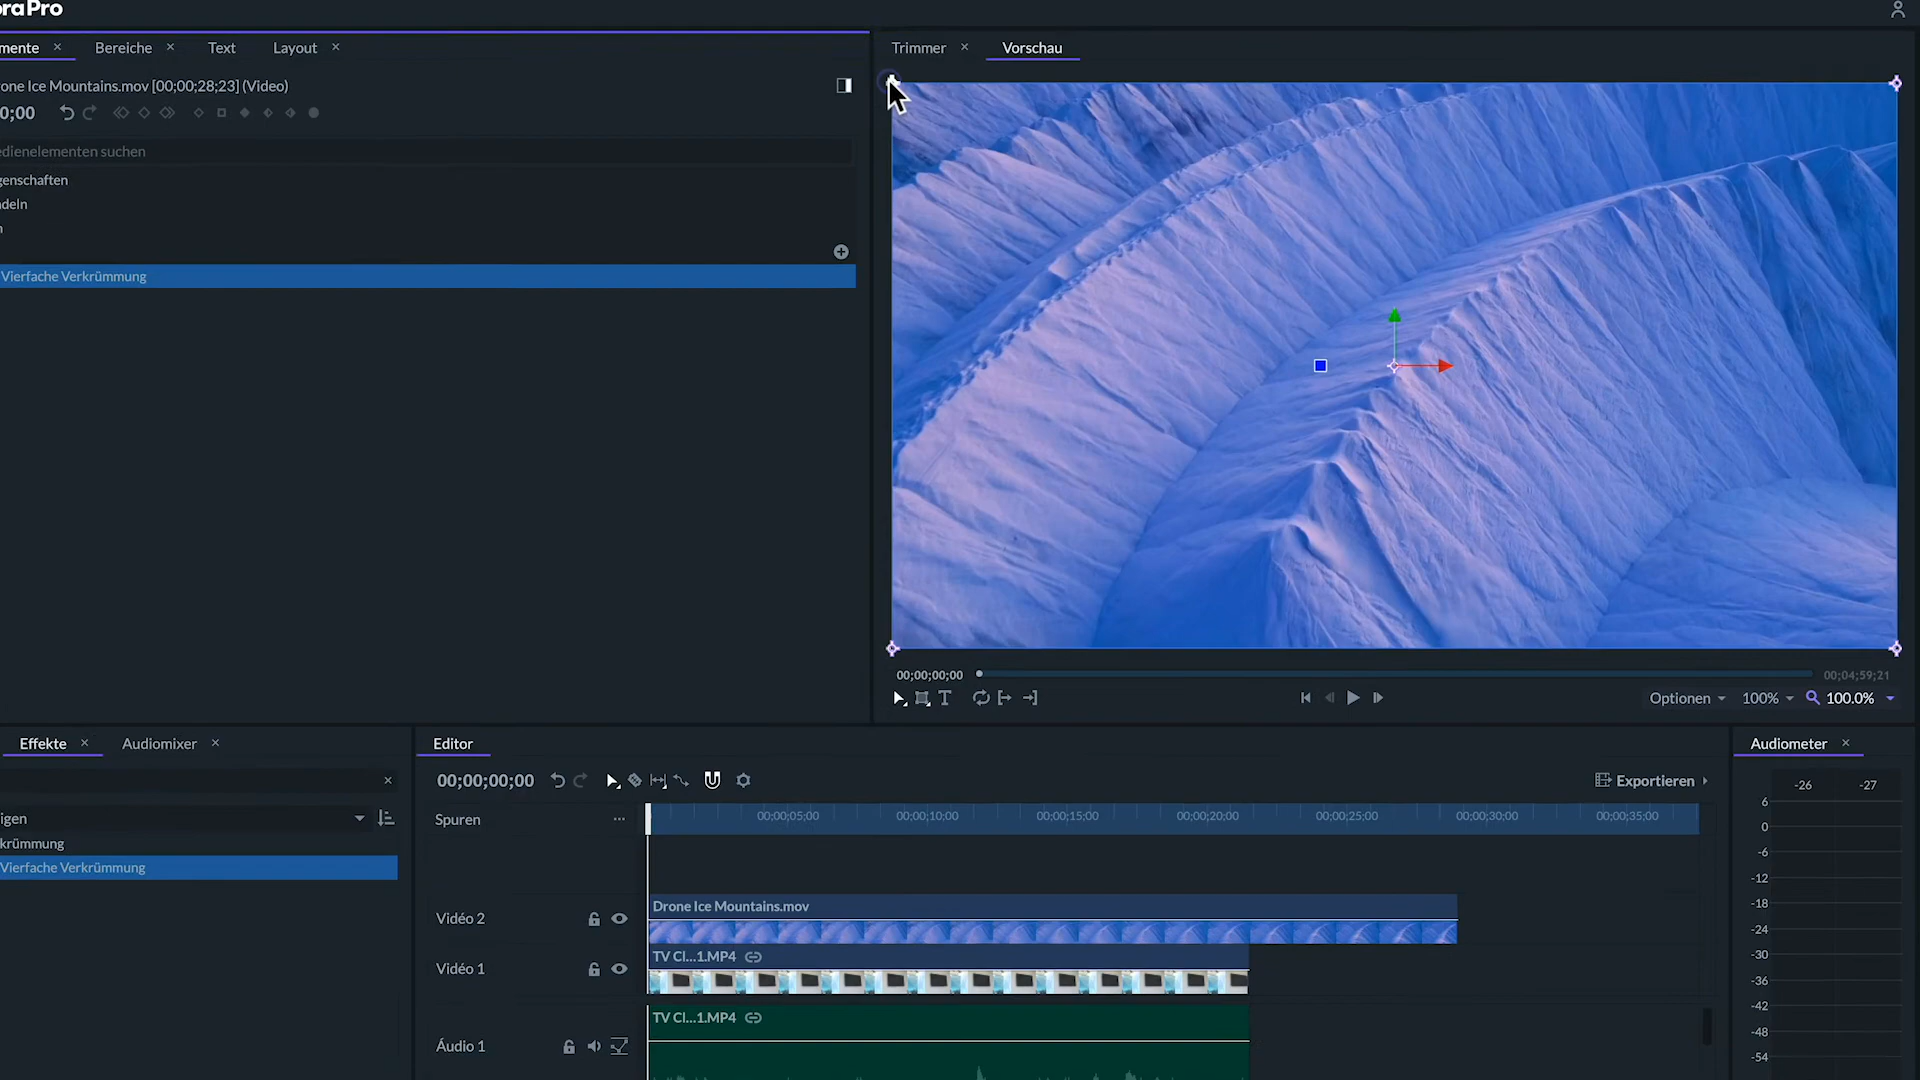 oraPro
mente
Bereiche
Text
Layout
Trimmer
Vorschau
one Ice Mountains.mov [00;00;28;23] (Video)
0;00
edienelementen suchen
genschaften
deln
n
Vierfache Verkrümmung
00;00;00;00
00;04;59;21
Optionen
100%
100.0%
Effekte
Audiomixer
Editor
Audiometer
00;00;00;00
Exportieren
-26
-27
igen
Spuren
00;00;05;00
00;00;10;00
00;00;15;00
00;00;20;00
00;00;25;00
00;00;30;00
00;00;35;00
krümmung
Vierfache Verkrümmung
Vidéo 2
Drone Ice Mountains.mov
Vidéo 1
TV Cl...1.MP4
TV Cl...1.MP4
Áudio 1
6
0
-6
-12
-18
-24
-30
-36
-42
-48
-54